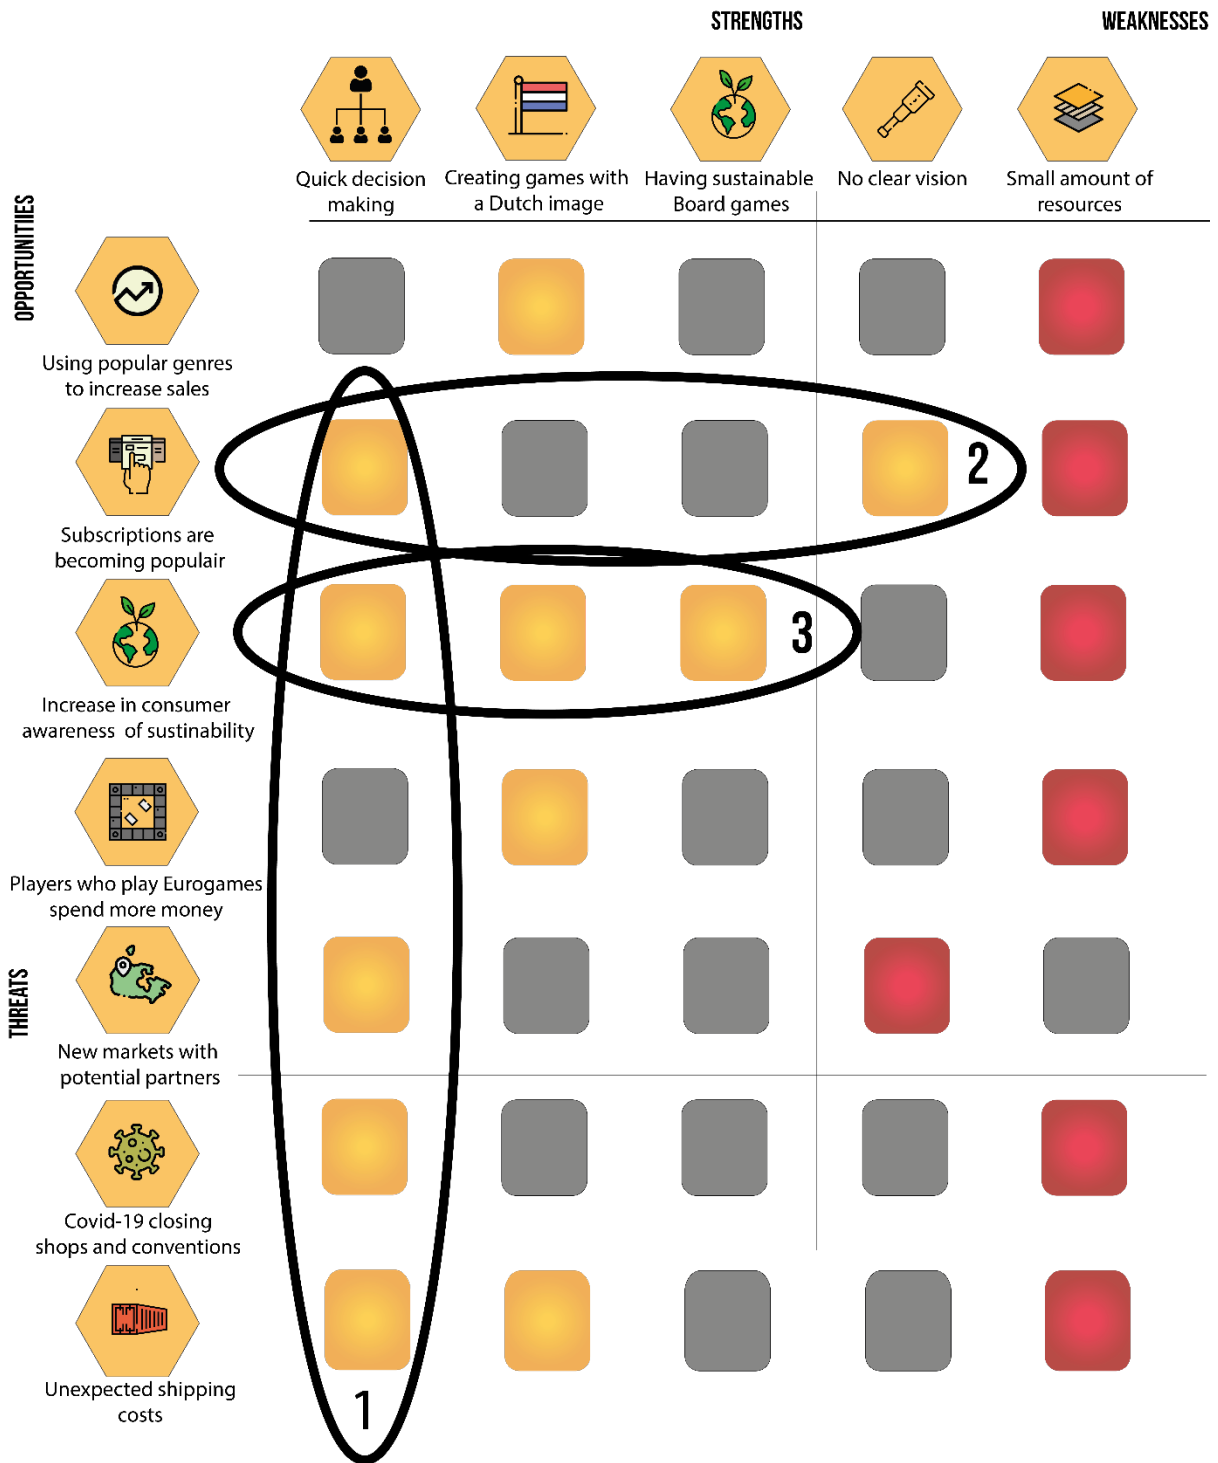 STRENGTHS
WEAKNESSES
Quick decision
making
Creating games with
a Dutch image
Having sustainable
Board games
No clear vision
Small amount of
resources
OPPORTUNITIIES
Using popular genres
to increase sales
Subscriptions are
becoming populair
2
Increase in consumer
awareness of sustinability
3
Players who play Eurogames
spend more money
THREATS
New markets with
potential partners
Covid-19 closing
shops and conventions
Unexpected shipping
costs
1